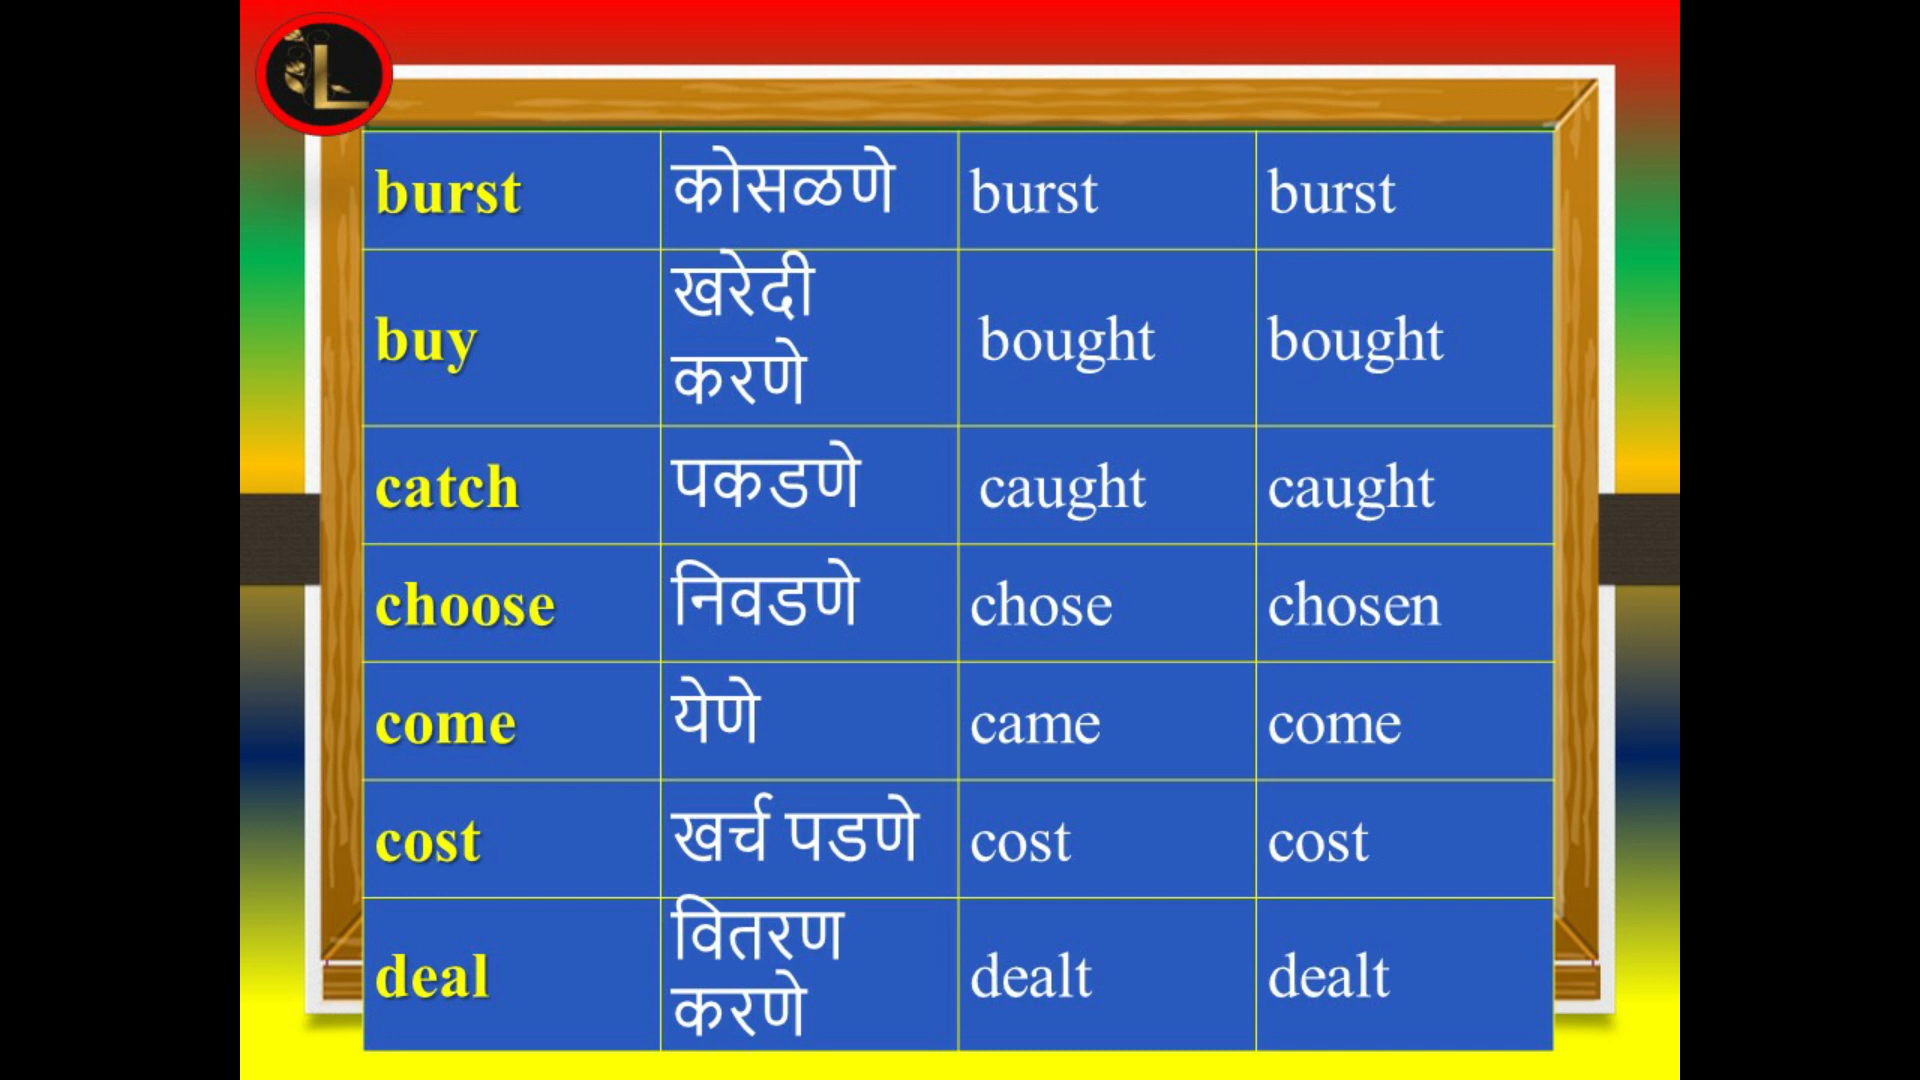 L
burst कोसळणे burst burst
buy खरेदी करणे bought bought
catch पकडणे caught caught
choose निवडणे chose chosen
come येणे came come
cost खर्च पडणे cost cost
deal वितरण करणे dealt dealt